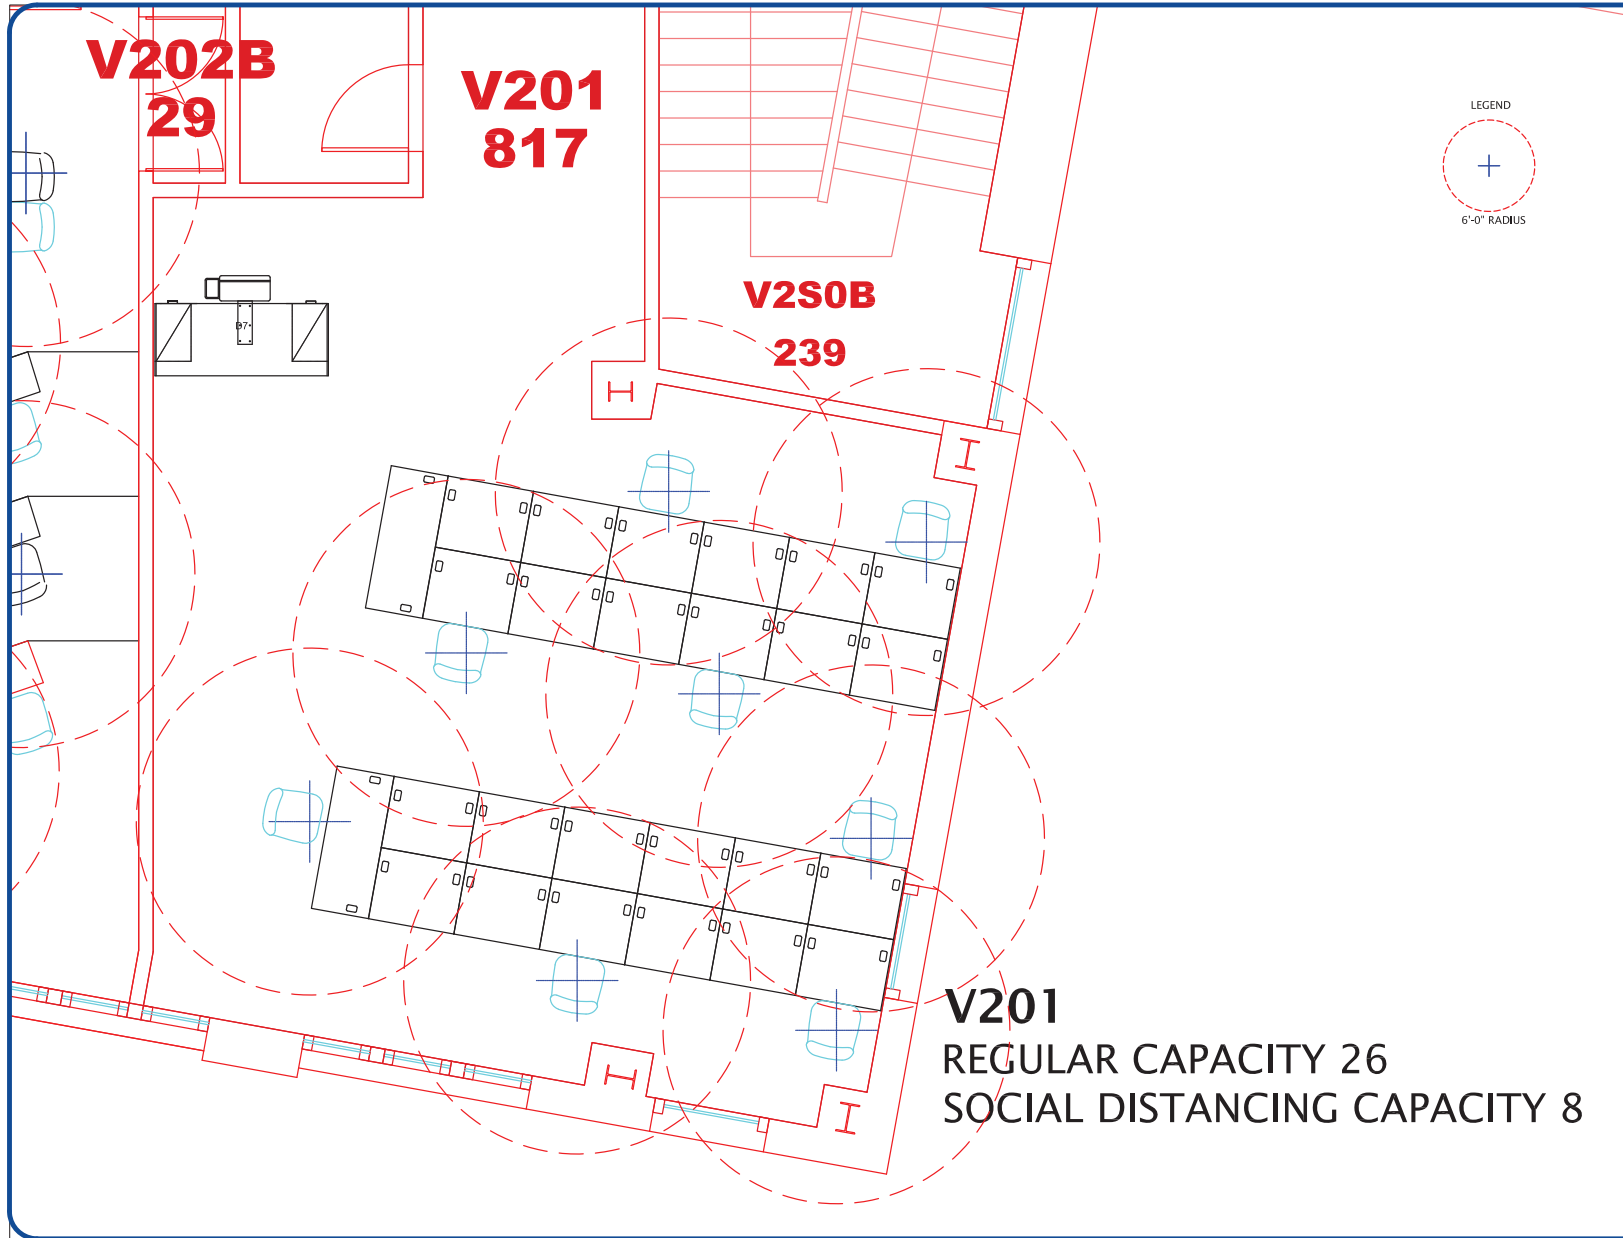 V202B
29
V201
817
LEGEND
6'-0" RADIUS
V2S0B
239
V201
REGULAR CAPACITY 26
SOCIAL DISTANCING CAPACITY 8